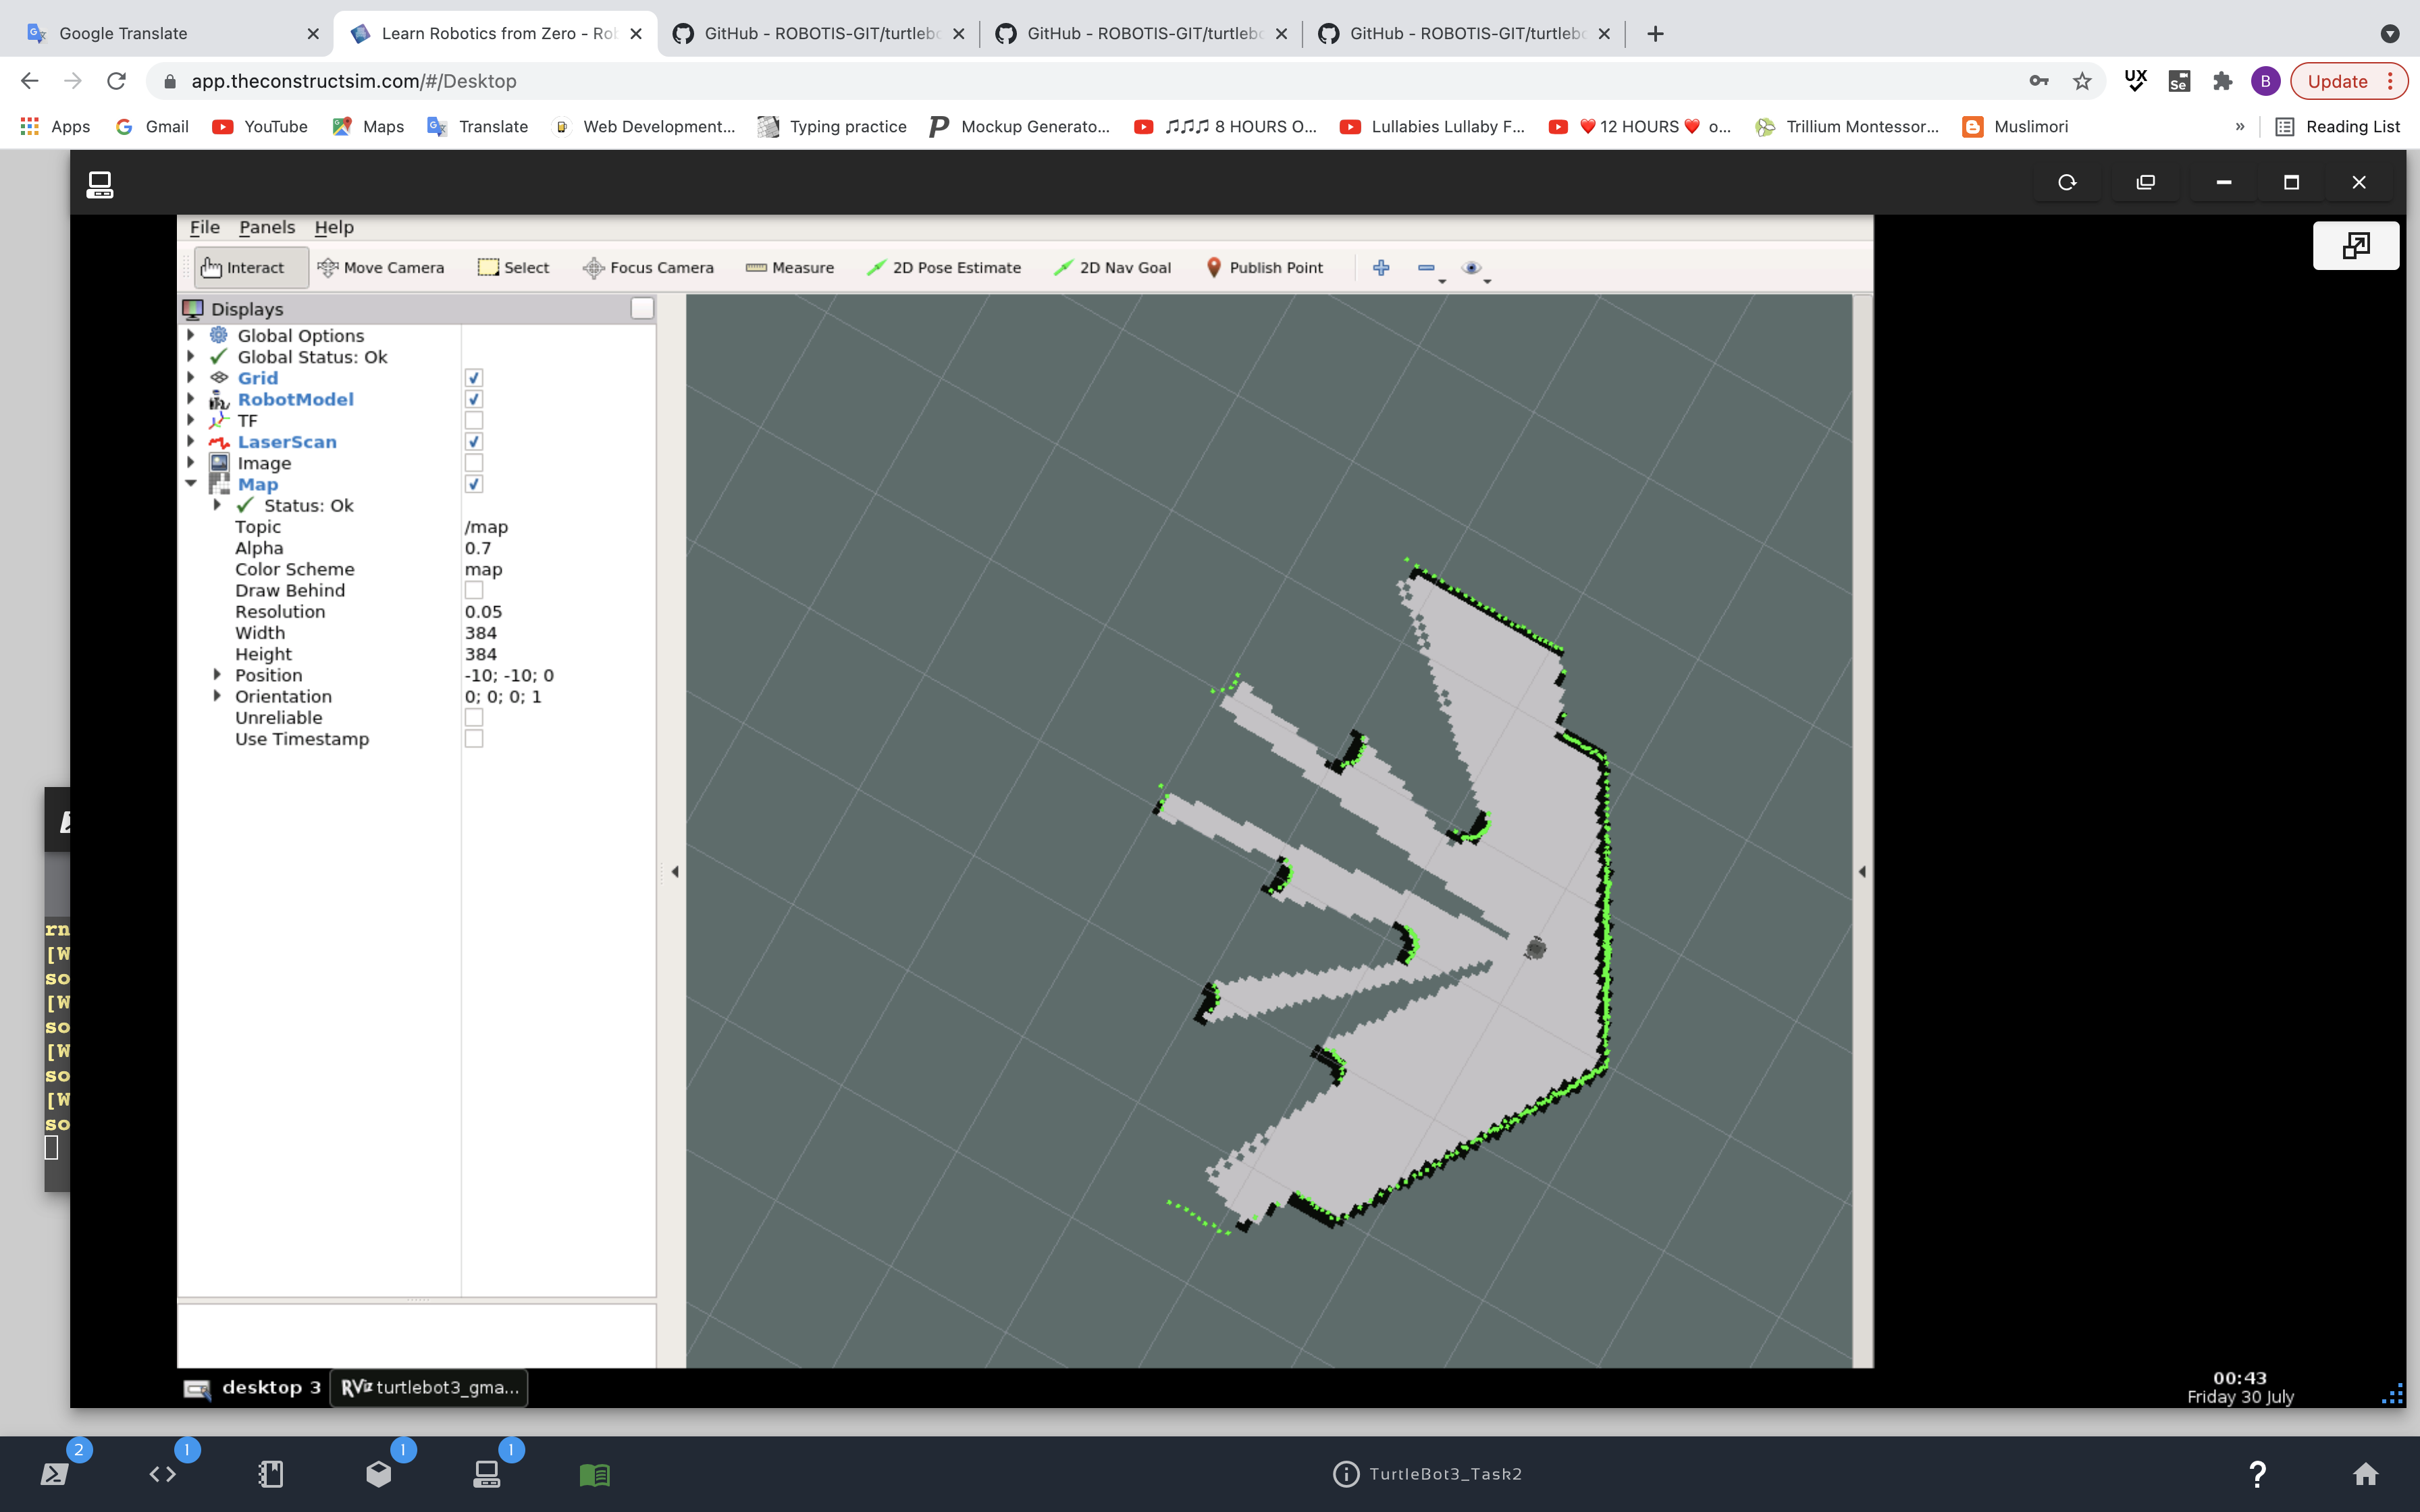 Google Translate
Learn Robotics from Zero - Rob
GitHub - ROBOTIS-GIT/turtlebo
GitHub - ROBOTIS-GIT/turtlebo
GitHub - ROBOTIS-GIT/turtlebo
app.theconstructsim.com/#/Desktop
UX
Se
B
Update
Apps
Gmail
YouTube
Maps
Translate
Web Development...
Typing practice
Mockup Generato...
♫♫♫ 8 HOURS O...
Lullabies Lullaby F...
❤️12 HOURS ❤️ o...
Trillium Montessor...
Muslimori
»
Reading List
File Panels Help
Interact
Move Camera
Select
Focus Camera
Measure
2D Pose Estimate
2D Nav Goal
Publish Point
Displays
Global Options
Global Status: Ok
Grid
RobotModel
TF
LaserScan
Image
Map
Status: Ok
Topic /map
Alpha 0.7
Color Scheme map
Draw Behind
Resolution 0.05
Width 384
Height 384
Position -10; -10; 0
Orientation 0; 0; 0; 1
Unreliable
Use Timestamp
rn
[W
so
[W
so
[W
so
[W
so
desktop 3
RViz turtlebot3_gma...
00:43
Friday 30 July
2
1
1
1
TurtleBot3_Task2
?